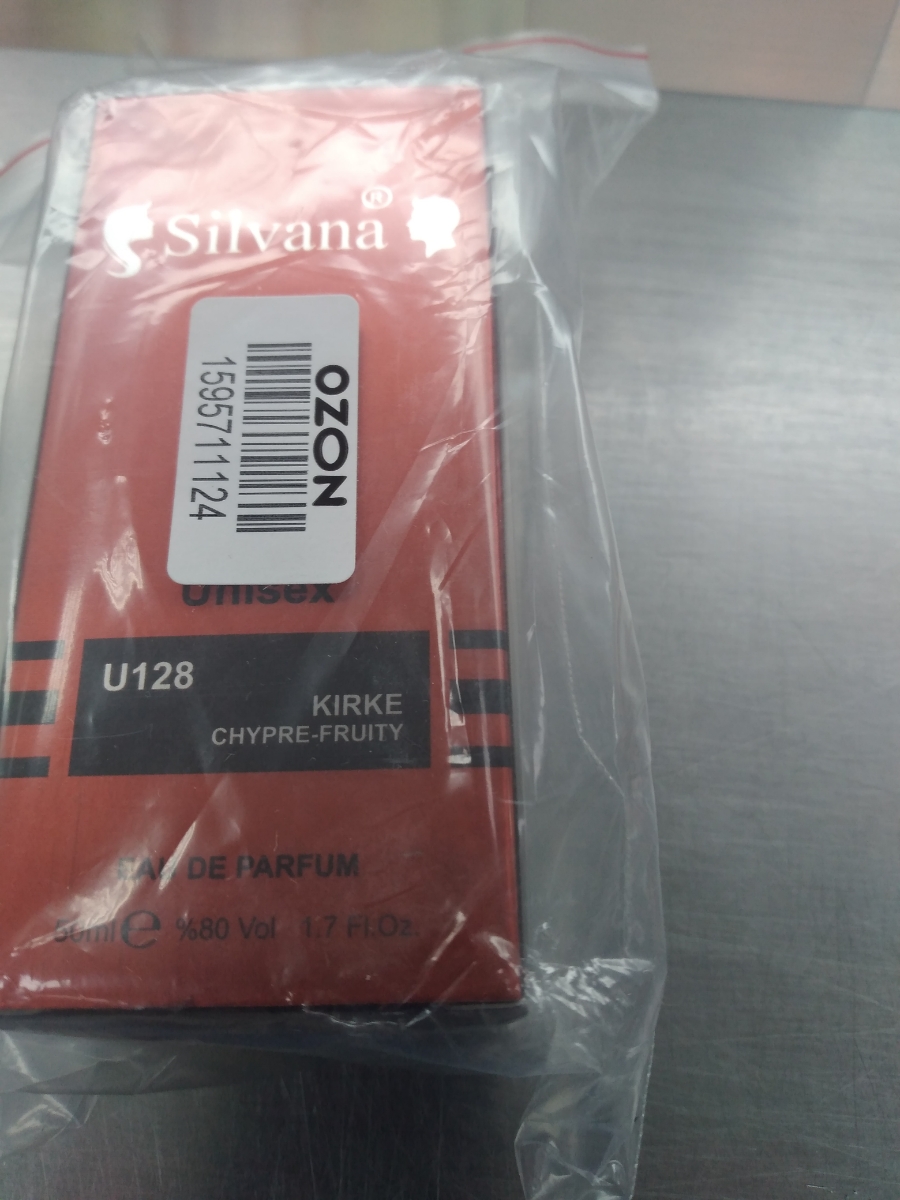 Silvana®
OZON
1595711124
Unisex
U128
KIRKE
CHYPRE-FRUITY
EAU DE PARFUM
50ml e %80 Vol 1.7 Fl.Oz.